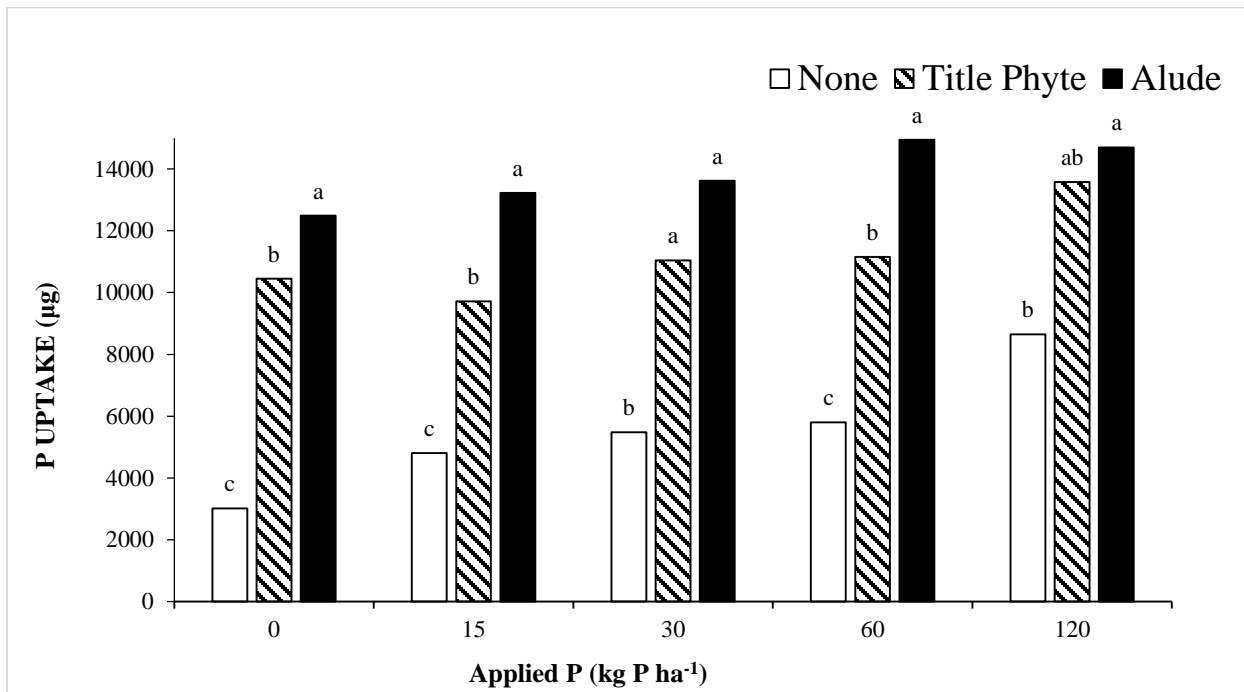 None Title Phyte Alude
14000
12000
10000
8000
6000
4000
2000
0
P UPTAKE (µg)
c b a
c b a
b a a
c b a
b ab a
0 15 30 60 120
Applied P (kg P ha⁻¹)